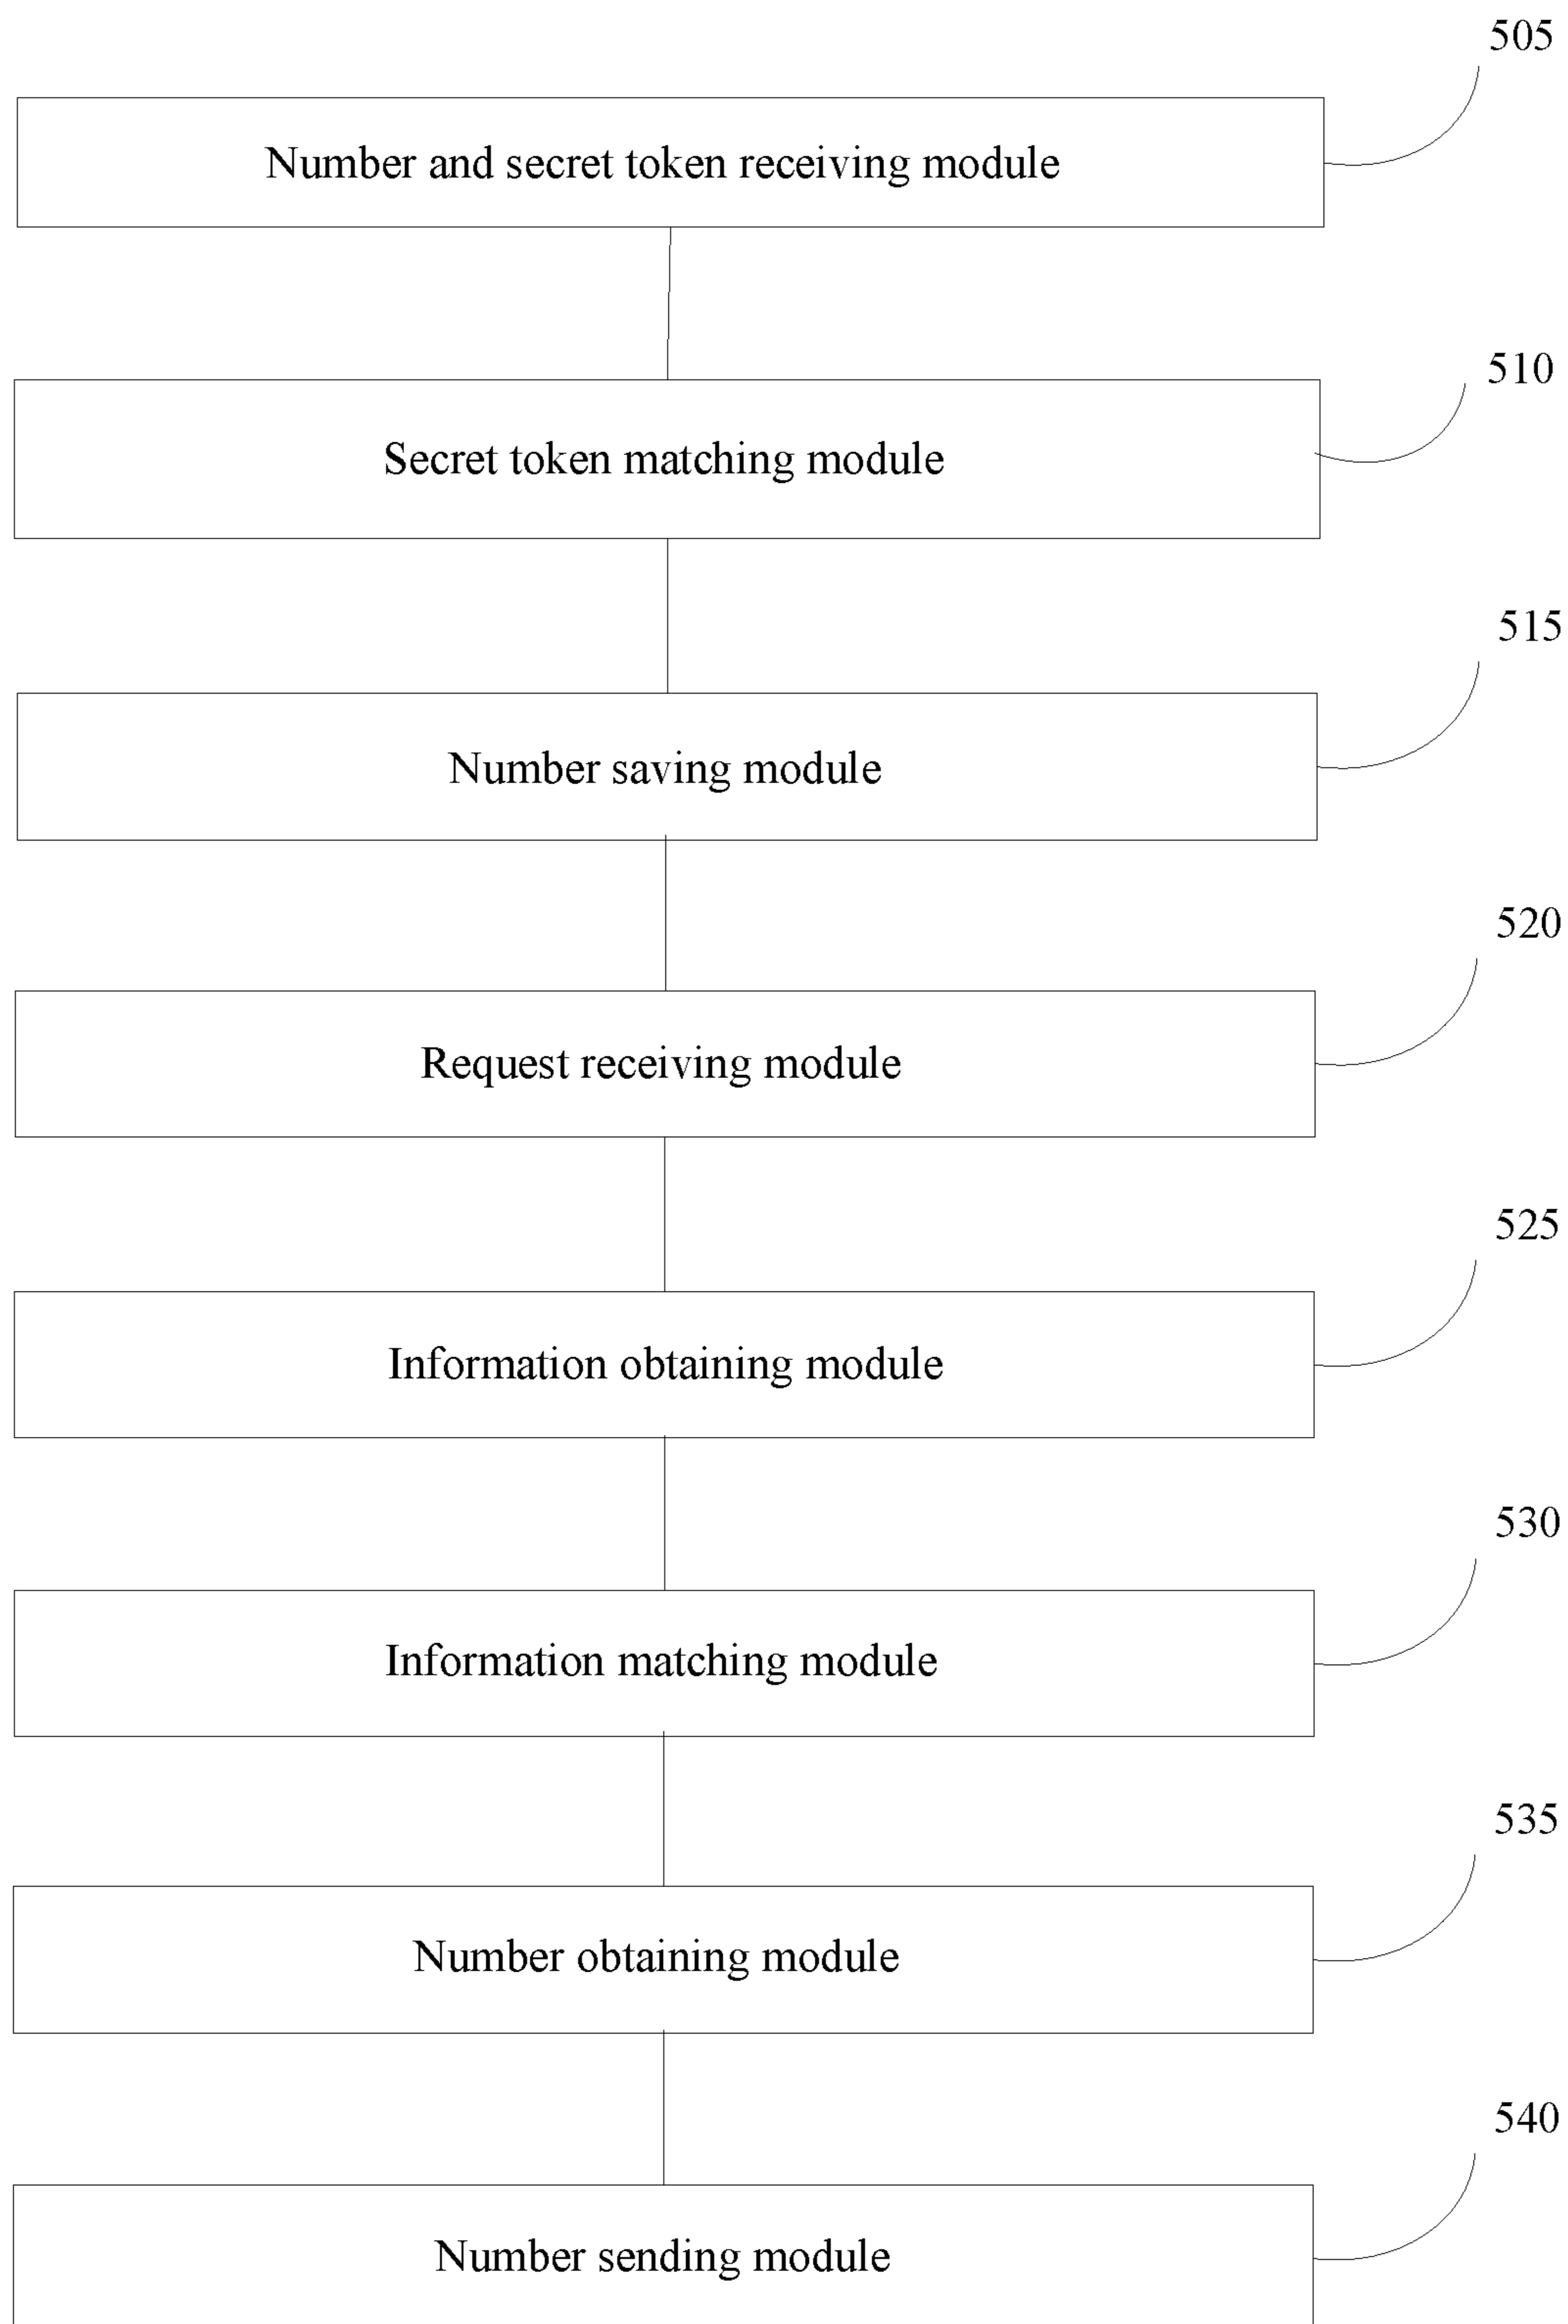 505
Number and secret token receiving module
510
Secret token matching module
515
Number saving module
520
Request receiving module
525
Information obtaining module
530
Information matching module
535
Number obtaining module
540
Number sending module